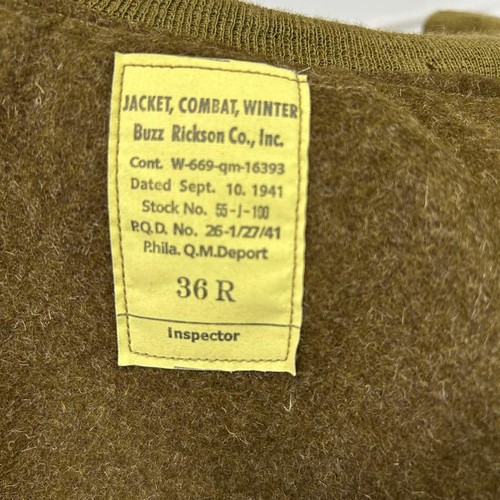 JACKET, COMBAT, WINTER
Buzz Rickson Co., Inc.
Cont. W-669-qm-16393
Dated Sept. 10. 1941
Stock No. 55-J-100
P.Q.D. No. 26-1/27/41
Phila. Q.M.Deport
36 R
Inspector